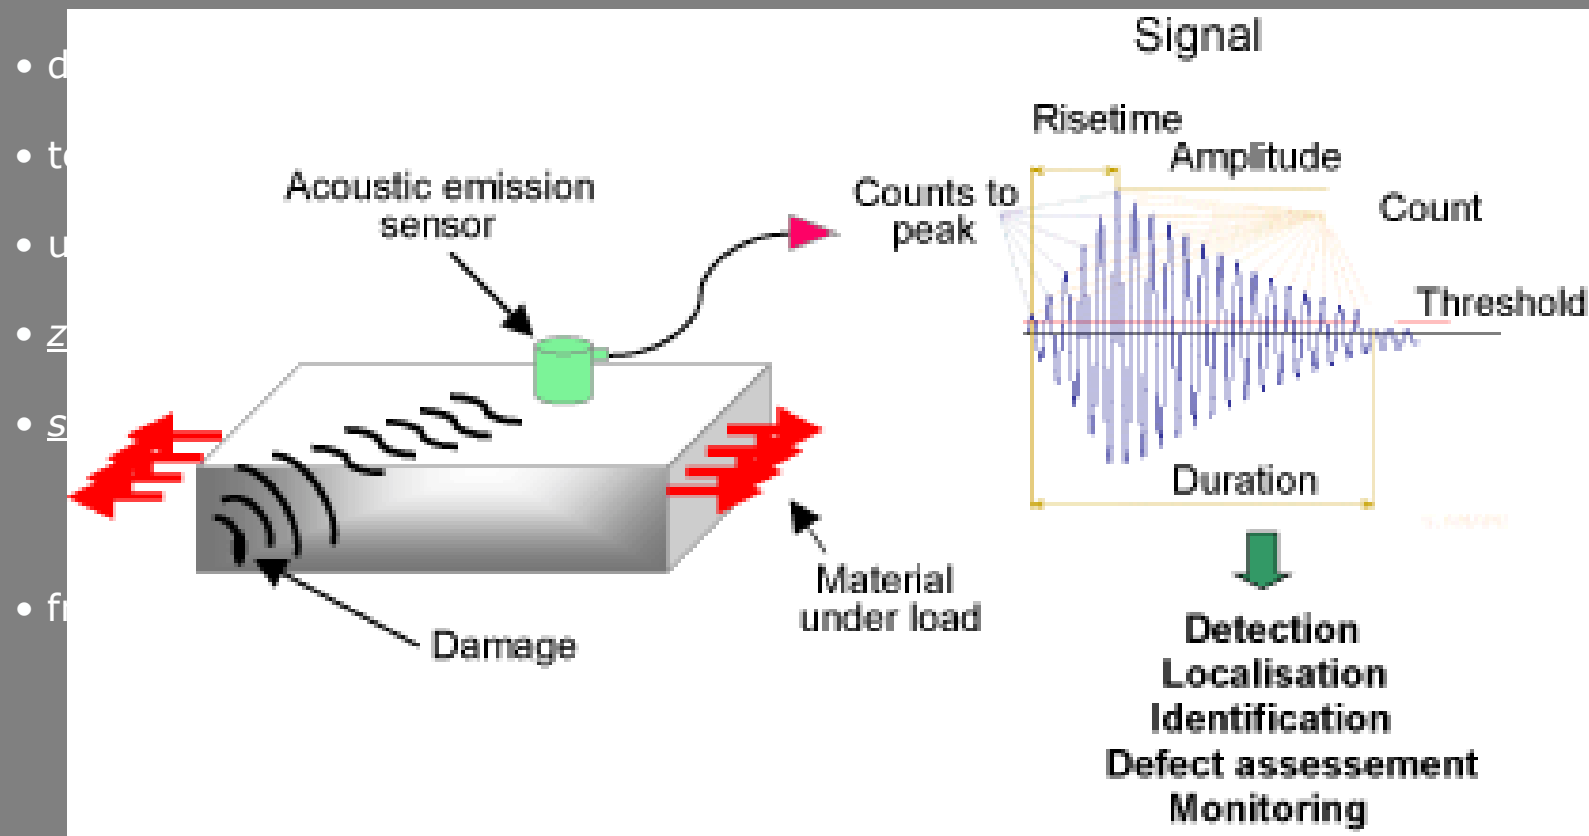 Signal
Risetime
Amplitude
Acoustic emission
sensor
Counts to
peak
Count
Threshold
Duration
Material
under load
Damage
Detection
Localisation
Identification
Defect assessement
Monitoring